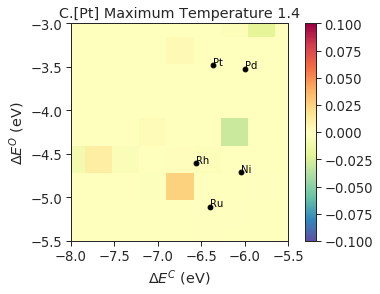 C.[Pt] Maximum Temperature 1.4
−3.0
−3.5
−4.0
−4.5
−5.0
−5.5
ΔE^O (eV)
Pt
Pd
Rh
Ni
Ru
−8.0 −7.5 −7.0 −6.5 −6.0 −5.5
ΔE^C (eV)
0.100
0.075
0.050
0.025
0.000
−0.025
−0.050
−0.075
−0.100